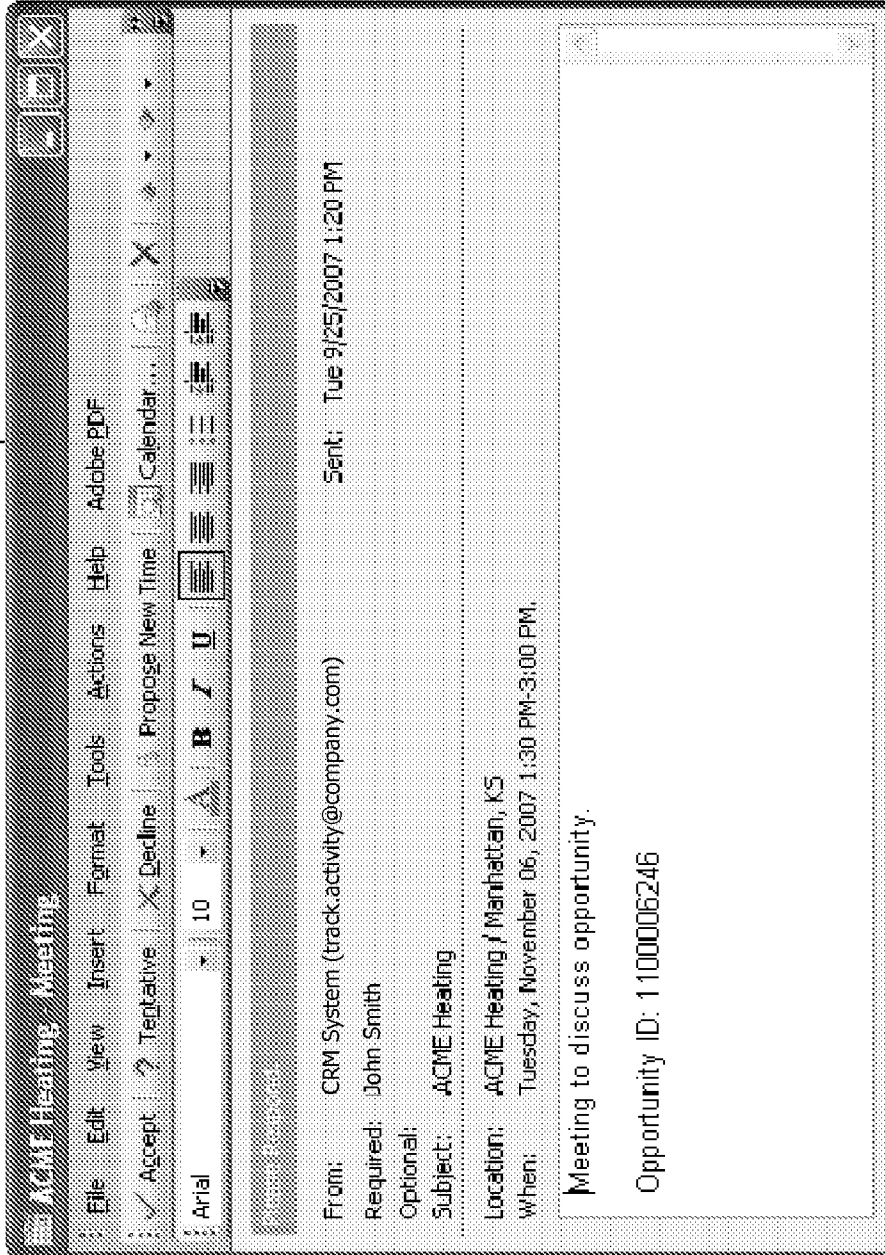 ACME Heating - Meeting
File Edit View Insert Format Tools Actions Help Adobe PDF
Accept ? Tentative Decline Propose New Time Calendar...
Arial 10 A B I U
Please respond.
From: CRM System (track.activity@company.com) Sent: Tue 9/25/2007 1:20 PM
Required: John Smith
Optional:
Subject: ACME Heating
Location: ACME Heating / Manhattan, KS
When: Tuesday, November 06, 2007 1:30 PM-3:00 PM.
Meeting to discuss opportunity.
Opportunity ID: 1100006246